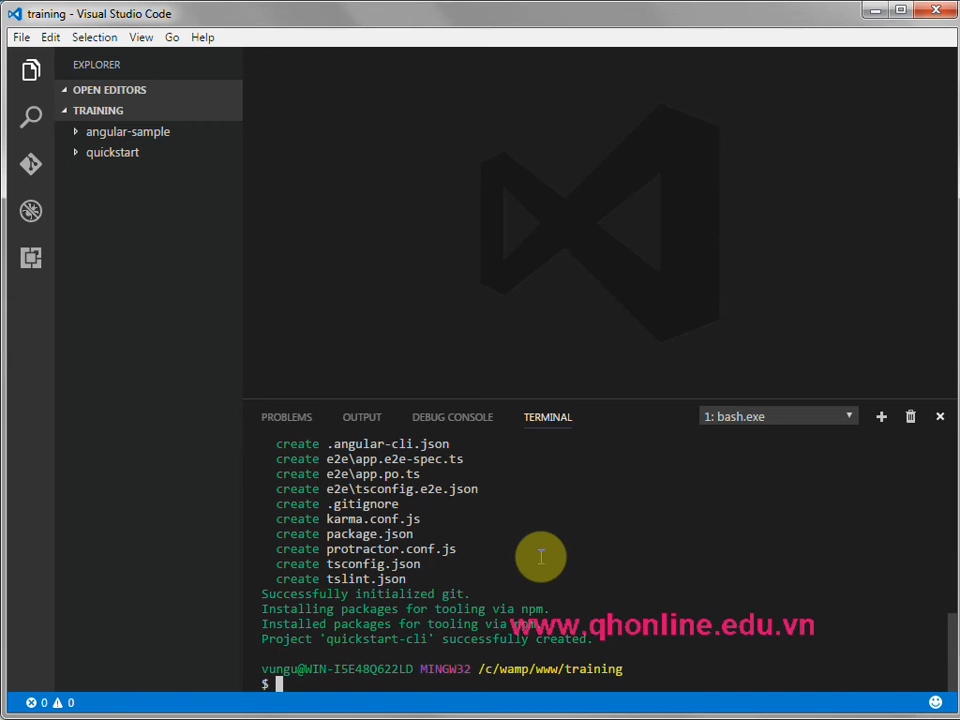 training - Visual Studio Code
File Edit Selection View Go Help
EXPLORER
OPEN EDITORS
TRAINING
angular-sample
quickstart
PROBLEMS OUTPUT DEBUG CONSOLE TERMINAL 1: bash.exe
create .angular-cli.json
create e2e\app.e2e-spec.ts
create e2e\app.po.ts
create e2e\tsconfig.e2e.json
create .gitignore
create karma.conf.js
create package.json
create protractor.conf.js
create tsconfig.json
create tslint.json
Successfully initialized git.
Installing packages for tooling via npm.
Installed packages for tooling via npm.
www.qhonline.edu.vn
Project 'quickstart-cli' successfully created.
vungu@WIN-I5E48Q622LD MINGW32 /c/wamp/www/training
$
0 0